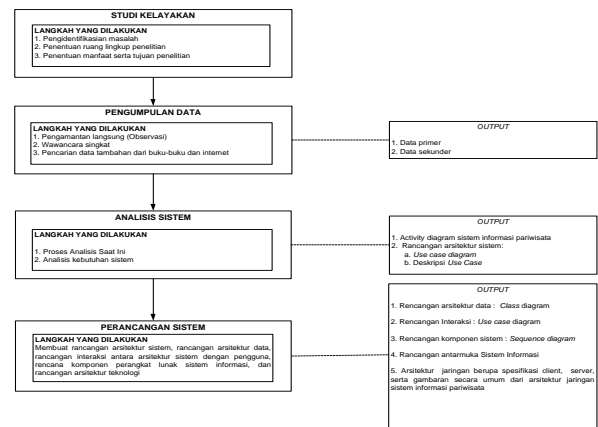 STUDI KELAYAKAN
LANGKAH YANG DILAKUKAN
1. Pengidentifikasian masalah
2. Penentuan ruang lingkup penelitian
3. Penentuan manfaat serta tujuan penelitian
PENGUMPULAN DATA
LANGKAH YANG DILAKUKAN
1. Pengamantan langsung (Observasi)
2. Wawancara singkat
3. Pencarian data tambahan dari buku-buku dan internet
OUTPUT
1. Data primer
2. Data sekunder
ANALISIS SISTEM
LANGKAH YANG DILAKUKAN
1. Proses Analisis Saat Ini
2. Analisis kebutuhan sistem
OUTPUT
1. Activity diagram sistem informasi pariwisata
2. Rancangan arsitektur sistem:
a. Use case diagram
b. Deskripsi Use Case
PERANCANGAN SISTEM
LANGKAH YANG DILAKUKAN
Membuat rancangan arsitektur sistem, rancangan arsitektur data,
rancangan interaksi antara arsitektur sistem dengan pengguna,
rencana komponen perangkat lunak sistem informasi, dan
rancangan arsitektur teknologi
OUTPUT
1. Rencangan arsitektur data : Class diagram
2. Rencangan Interaksi : Use case diagram
3. Rencangan komponen sistem : Sequence diagram
4. Rancangan antarmuka Sistem Informasi
5. Arsitektur jaringan berupa spesifikasi client, server,
serta gambaran secara umum dari arsitektur jaringan
sistem informasi pariwisata